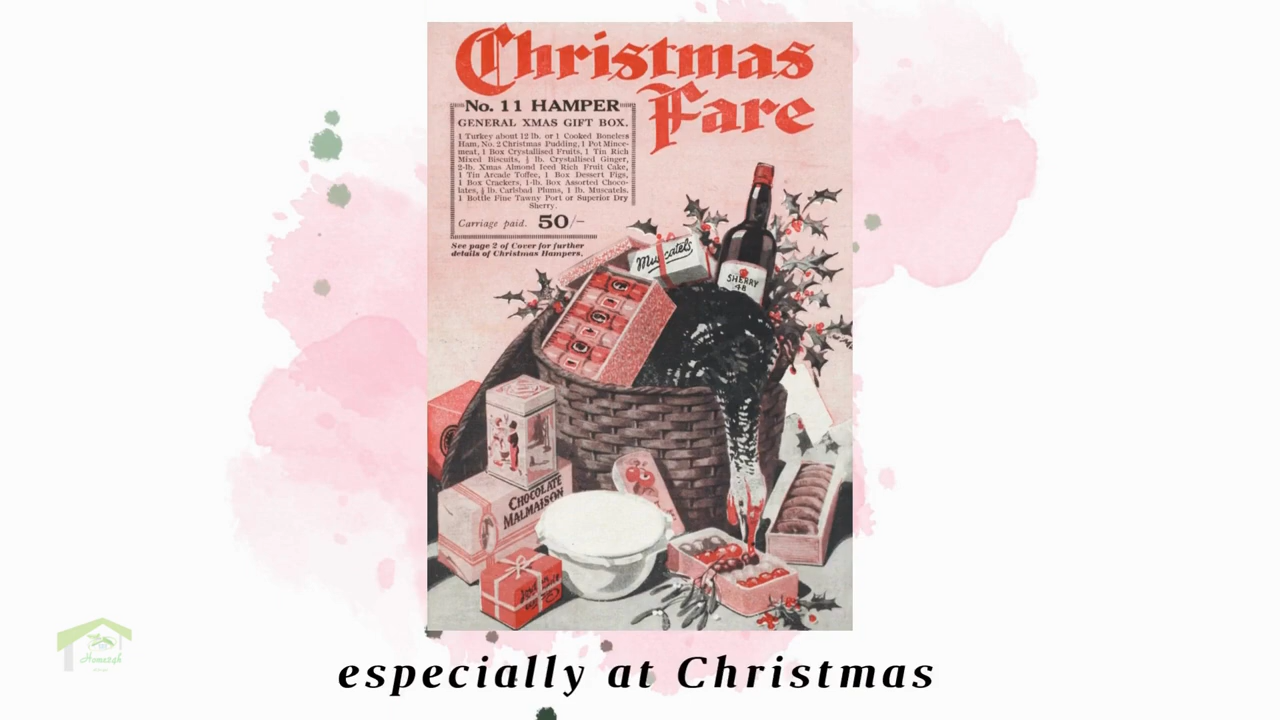 Christmas
Fare
No. 11 HAMPER
GENERAL XMAS GIFT BOX.
1 Turkey about 12 lb. or 1 Cooked Boneless
Ham, No. 2 Christmas Pudding, 1 Pot Mince-
meat, 1 Box Crystallised Fruits, 1 Tin Rich
Mixed Biscuits, ½ lb. Crystallised Ginger,
2-lb. Xmas Almond Iced Rich Fruit Cake,
1 Tin Arcade Toffee, 1 Box Dessert Figs,
1 Box Crackers, 1-lb. Box Assorted Choco-
lates, ½ lb. Carlsbad Plums, 1 lb. Muscatels.
1 Bottle Fine Tawny Port or Superior Dry
Sherry.
Carriage paid. 50/-
See page 2 of Cover for further
details of Christmas Hampers.
Muscatels
SHERRY
48
CHOCOLATE
MALMAISON
Homezgh
especially at Christmas